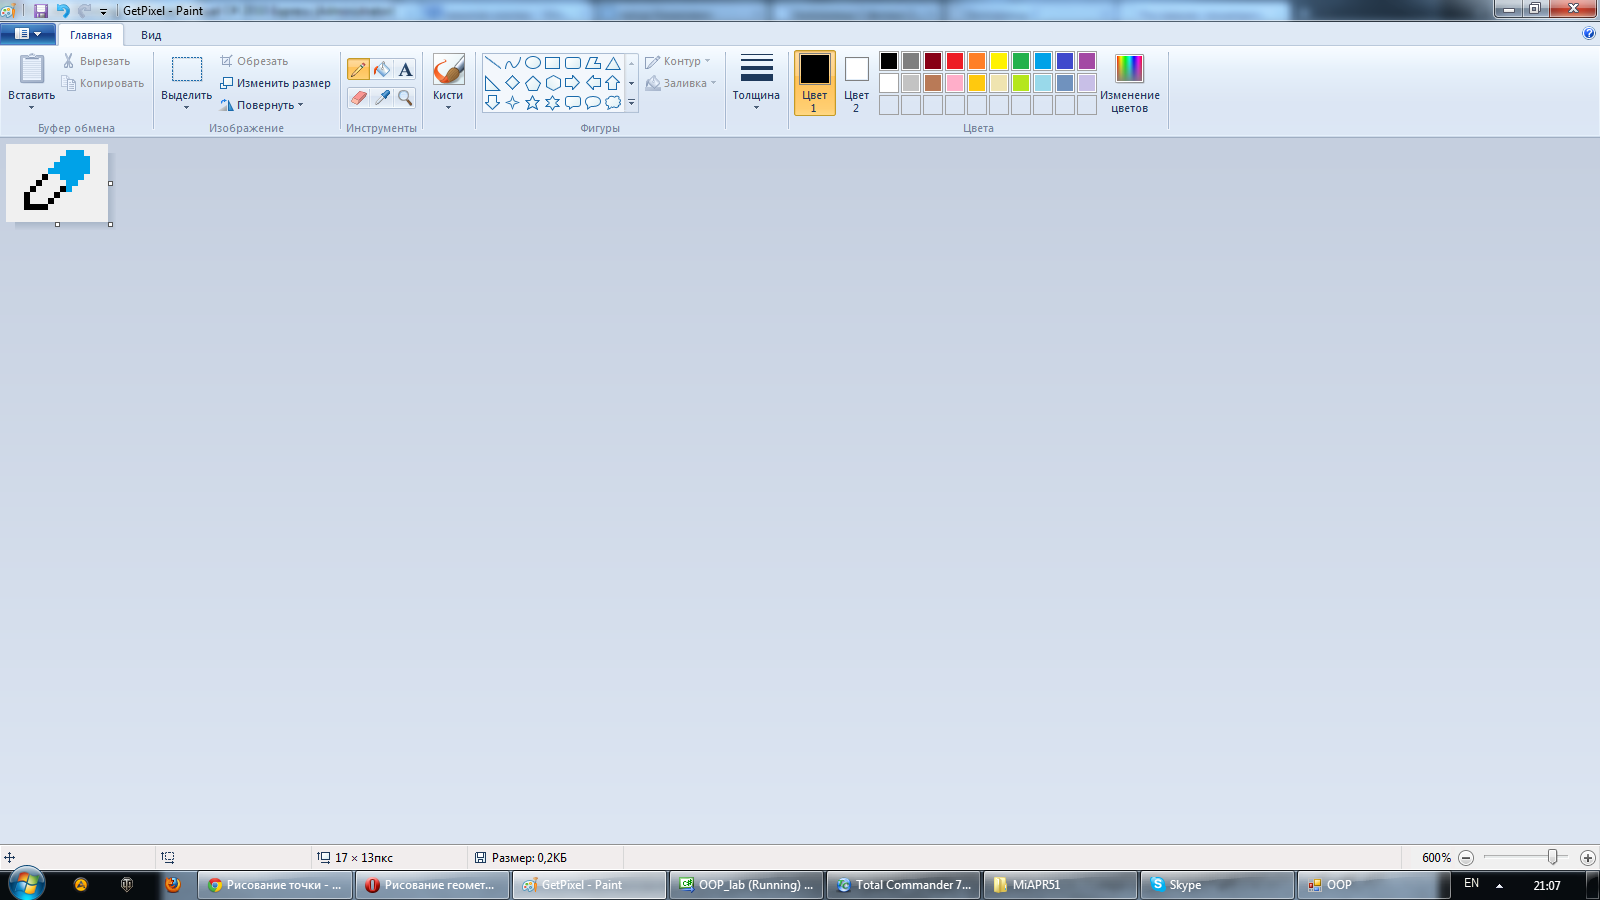 GetPixel - Paint
Главная Вид
Вставить
Вырезать
Копировать
Буфер обмена
Выделить
Обрезать
Изменить размер
Повернуть
Изображение
A
Инструменты
Кисти
Контур
Заливка
Фигуры
Толщина
Цвет
1
Цвет
2
Изменение
цветов
Цвета
17 × 13пкс
Размер: 0,2КБ
600%
Рисование точки - ...
Рисование геомет...
GetPixel - Paint
OOP_lab (Running) ...
Total Commander 7...
MiAPR51
Skype
OOP
EN
21:07